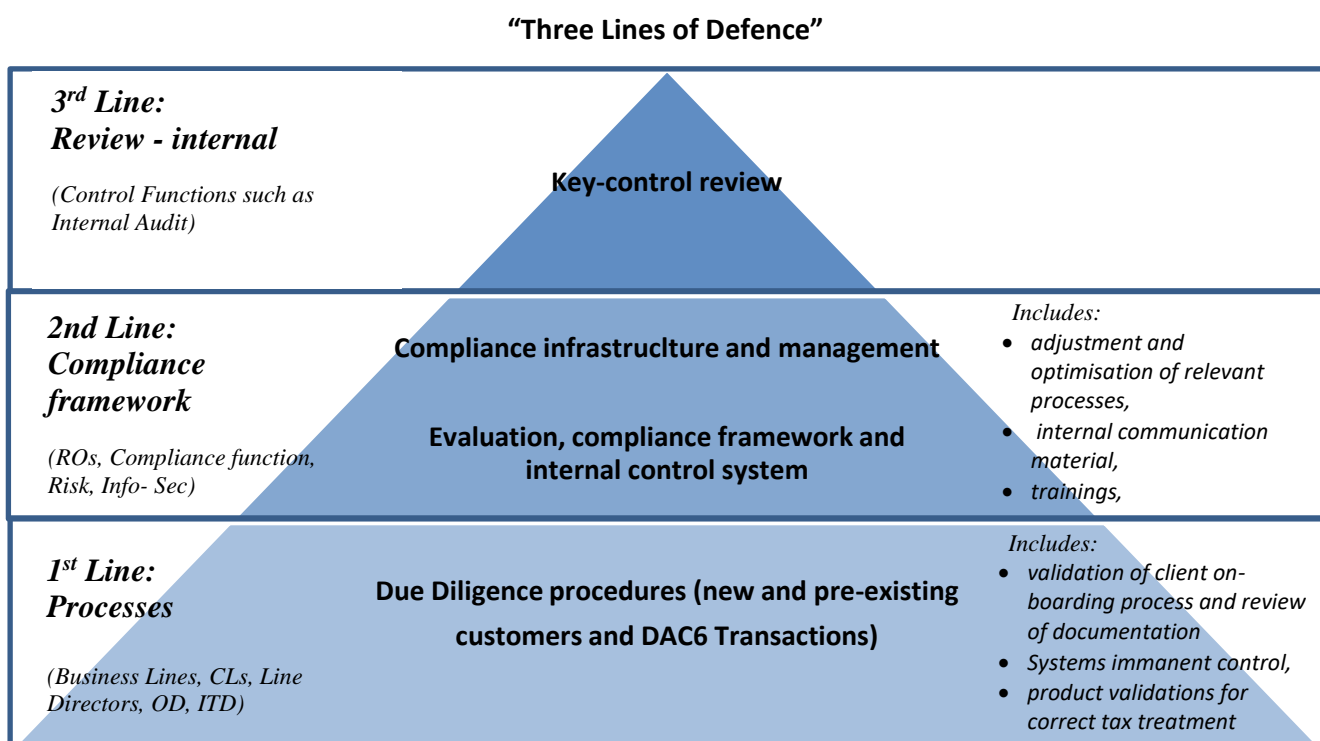 “Three Lines of Defence”
3rd Line:
Review - internal
(Control Functions such as
Internal Audit)
Key-control review
2nd Line:
Compliance
framework
(ROs, Compliance function,
Risk, Info- Sec)
Compliance infrastruclture and management
Evaluation, compliance framework and
internal control system
Includes:
• adjustment and
optimisation of relevant
processes,
• internal communication
material,
• trainings,
1st Line:
Processes
(Business Lines, CLs, Line
Directors, OD, ITD)
Due Diligence procedures (new and pre-existing
customers and DAC6 Transactions)
Includes:
• validation of client on-
boarding process and review
of documentation
• Systems immanent control,
• product validations for
correct tax treatment